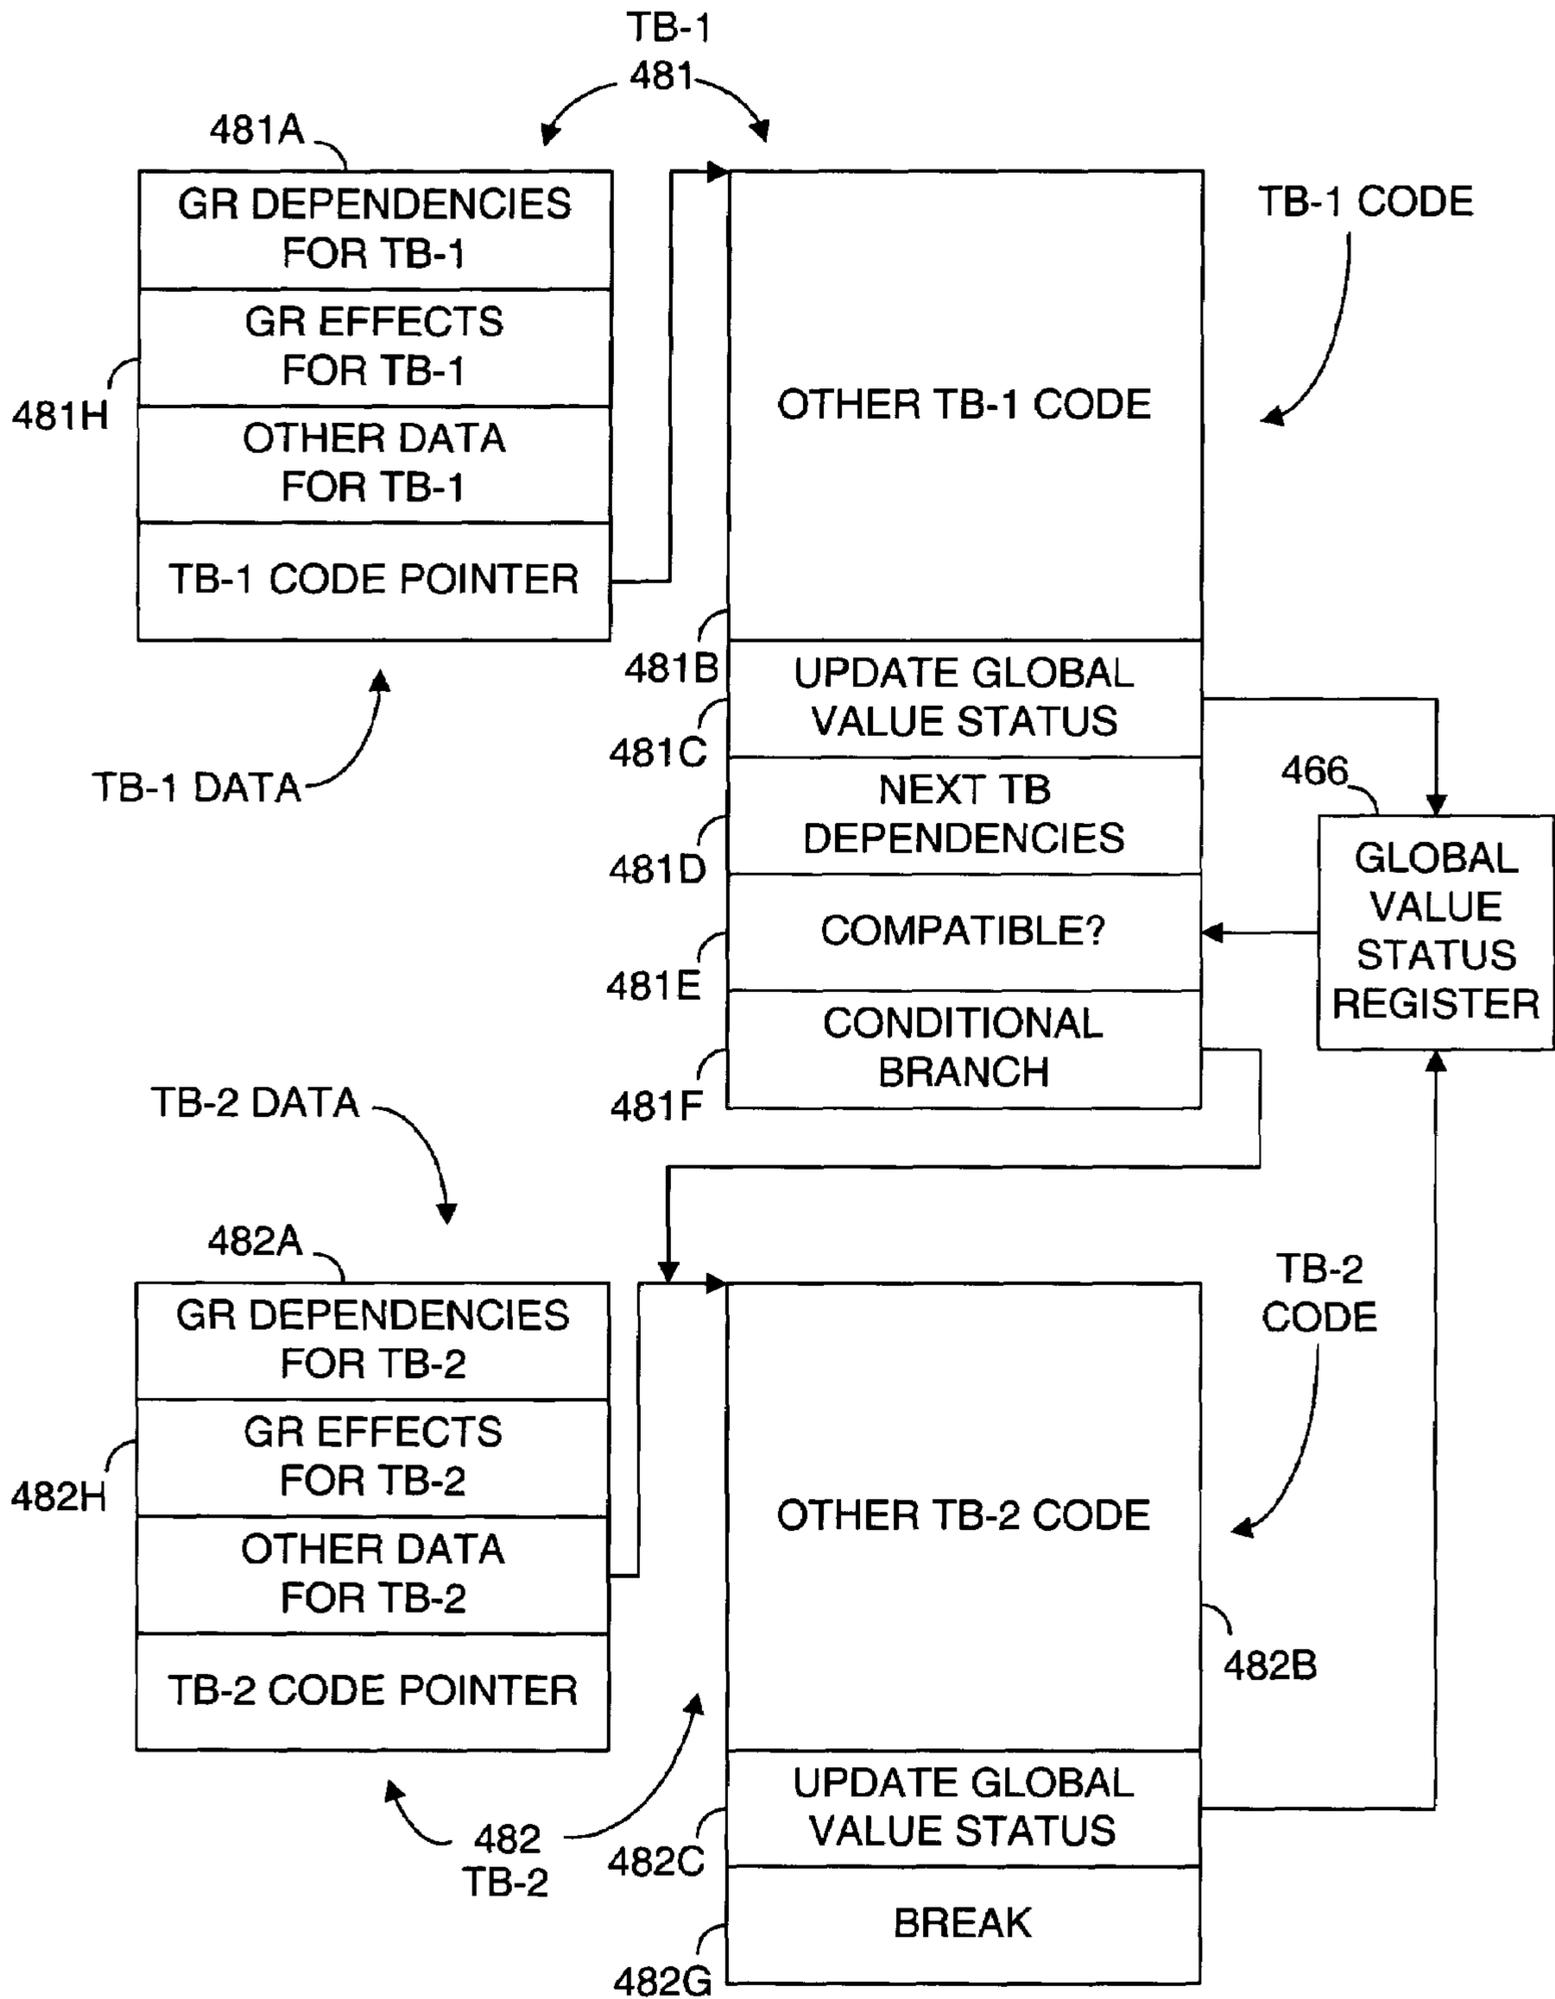 TB-1
481
481A
GR DEPENDENCIES
FOR TB-1
GR EFFECTS
FOR TB-1
481H
OTHER DATA
FOR TB-1
TB-1 CODE POINTER
TB-1 DATA
TB-1 CODE
OTHER TB-1 CODE
481B
UPDATE GLOBAL
VALUE STATUS
481C
NEXT TB
DEPENDENCIES
481D
COMPATIBLE?
481E
CONDITIONAL
BRANCH
481F
466
GLOBAL
VALUE
STATUS
REGISTER
TB-2 DATA
482A
GR DEPENDENCIES
FOR TB-2
GR EFFECTS
FOR TB-2
482H
OTHER DATA
FOR TB-2
TB-2 CODE POINTER
482
TB-2
TB-2
CODE
OTHER TB-2 CODE
482B
UPDATE GLOBAL
VALUE STATUS
482C
BREAK
482G